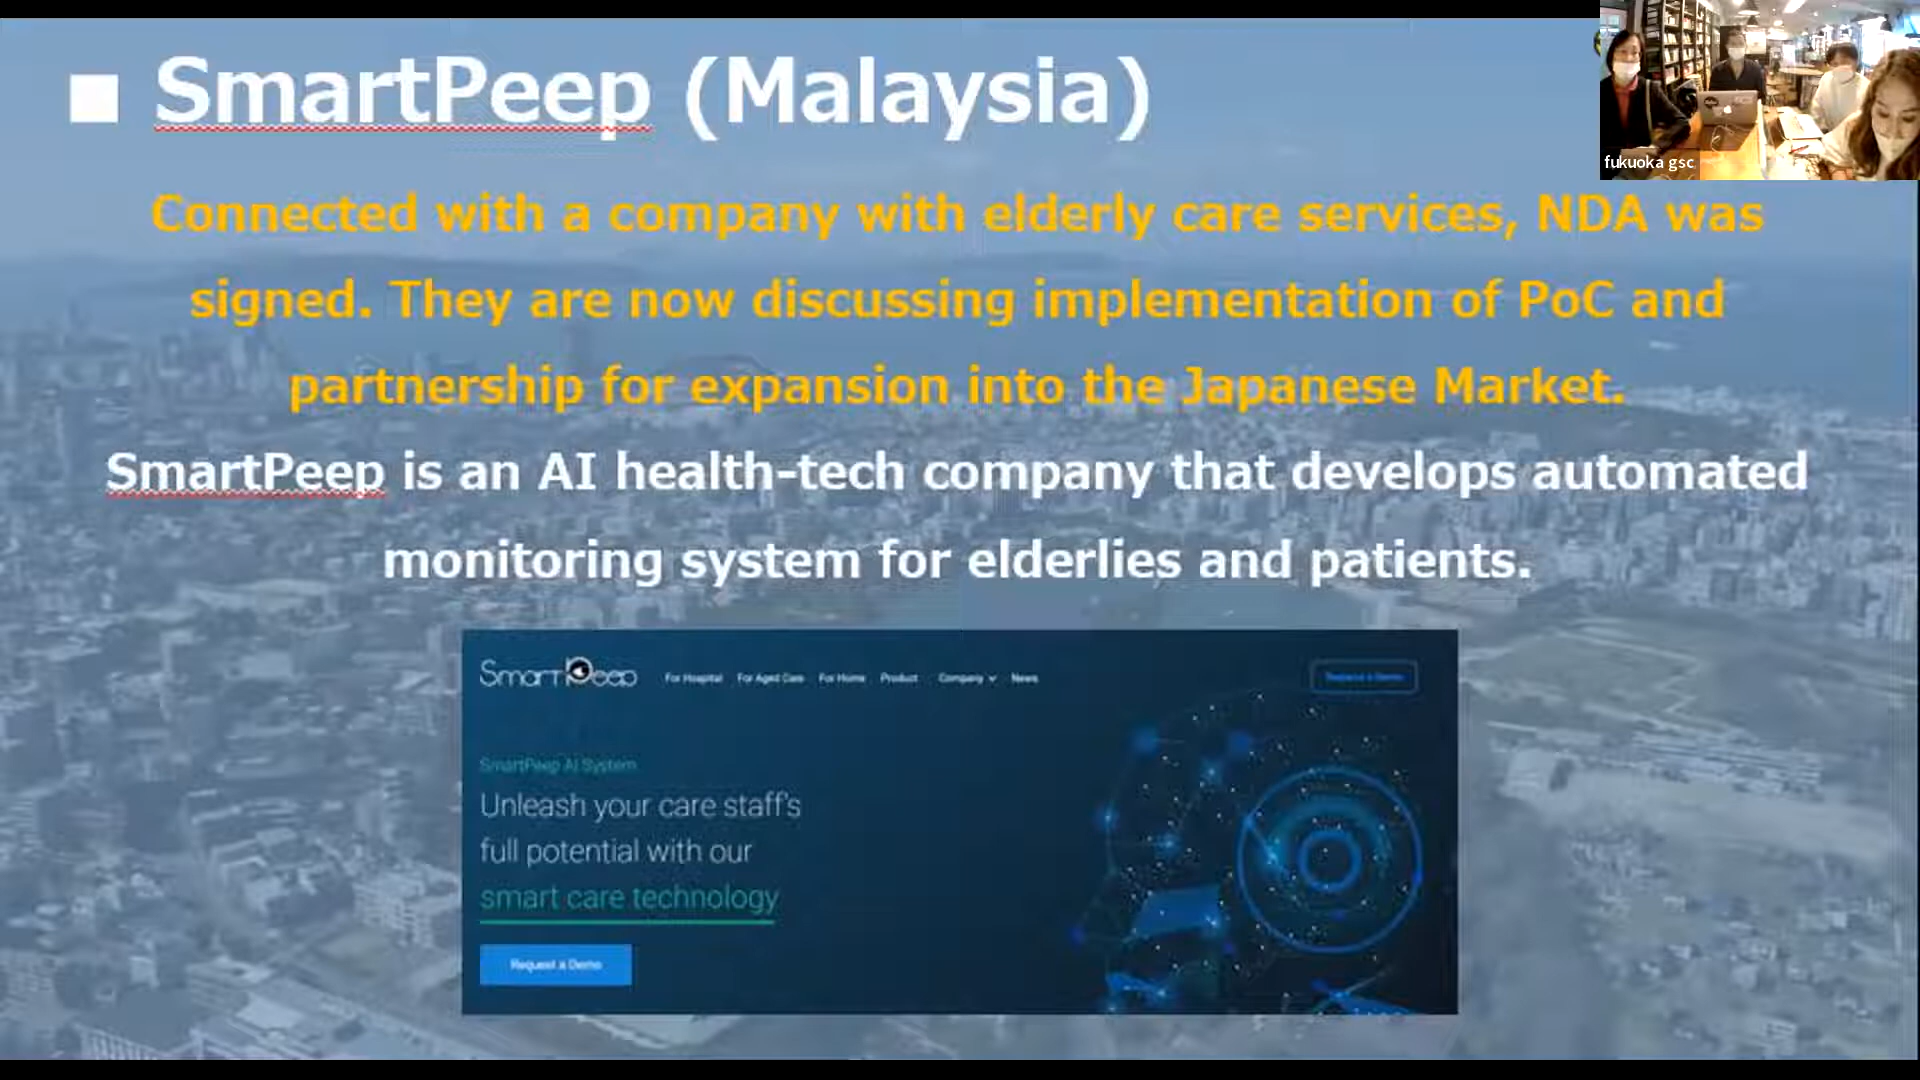 ■ SmartPeep (Malaysia)
fukuoka gsc
Connected with a company with elderly care services, NDA was
signed. They are now discussing implementation of PoC and
partnership for expansion into the Japanese Market.
SmartPeep is an AI health-tech company that develops automated
monitoring system for elderlies and patients.
SmartPeep For Hospital For Aged Care For Home Product Company News Request a Demo
SmartPeep AI System
Unleash your care staff's
full potential with our
smart care technology
Request a Demo